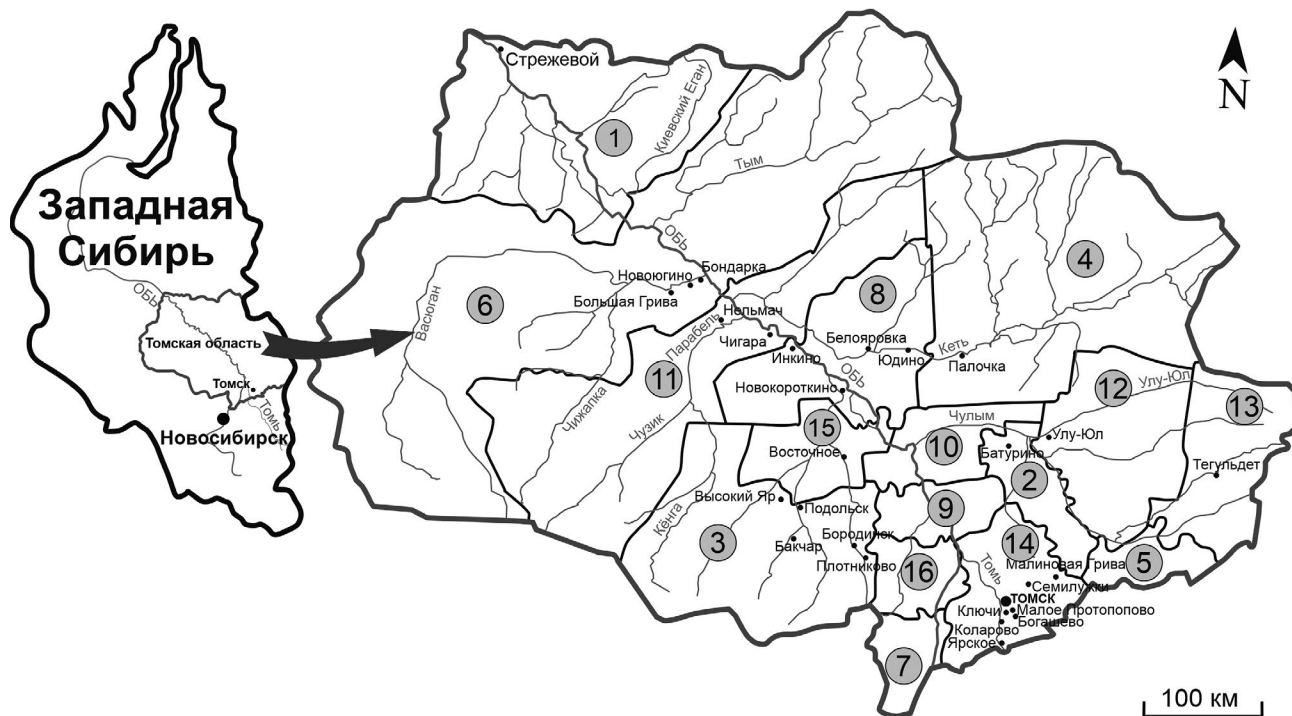 Западная
Сибирь
ОБЬ
Томская область
Томск
Томь
Новосибирск
Стрежевой
1
Киевский Еган
Тым
N
ОБЬ
4
Новоюгино
Бондарка
Большая Грива
6
Васюган
8
Нельмач
Парабель
Чигара
Инкино
Белояровка
Юдино
Кеть
Палочка
11
ОБЬ
Новокороткино
12
Улу-Юл
13
Чижапка
Чузик
15
Чулым
10
Улу-Юл
Батурино
Восточное
2
Тегульдет
Высокий Яр
Кёнга
Подольск
9
3
Бакчар
Бородинск
Плотниково
14
16
Томь
Малиновая Грива
5
Семилужки
ТОМСК
Ключи
Малое Протопопово
Богашево
Коларово
Ярское
7
100 км